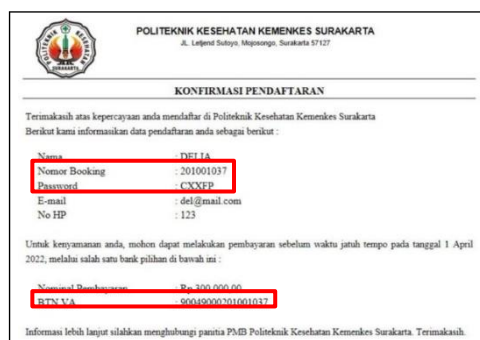 POLITEKNIK KESEHATAN KEMENKES SURAKARTA
JL. Letjend Sutoyo, Mojosongo, Surakarta 57127
KONFIRMASI PENDAFTARAN
Terimakasih atas kepercayaan anda mendaftar di Politeknik Kesehatan Kemenkes Surakarta
Berikut kami informasikan data pendaftaran anda sebagai berikut :
Nama : DELIA
Nomor Booking : 201001037
Password : CXXFP
E-mail : del@mail.com
No HP : 123
Untuk kenyamanan anda, mohon dapat melakukan pembayaran sebelum waktu jatuh tempo pada tanggal 1 April
2022, melalui salah satu bank pilihan di bawah ini :
Nominal Pembayaran : Rp 300.000,00
BTN VA : 90049000201001037
Informasi lebih lanjut silahkan menghubungi panitia PMB Politeknik Kesehatan Kemenkes Surakarta. Terimakasih.